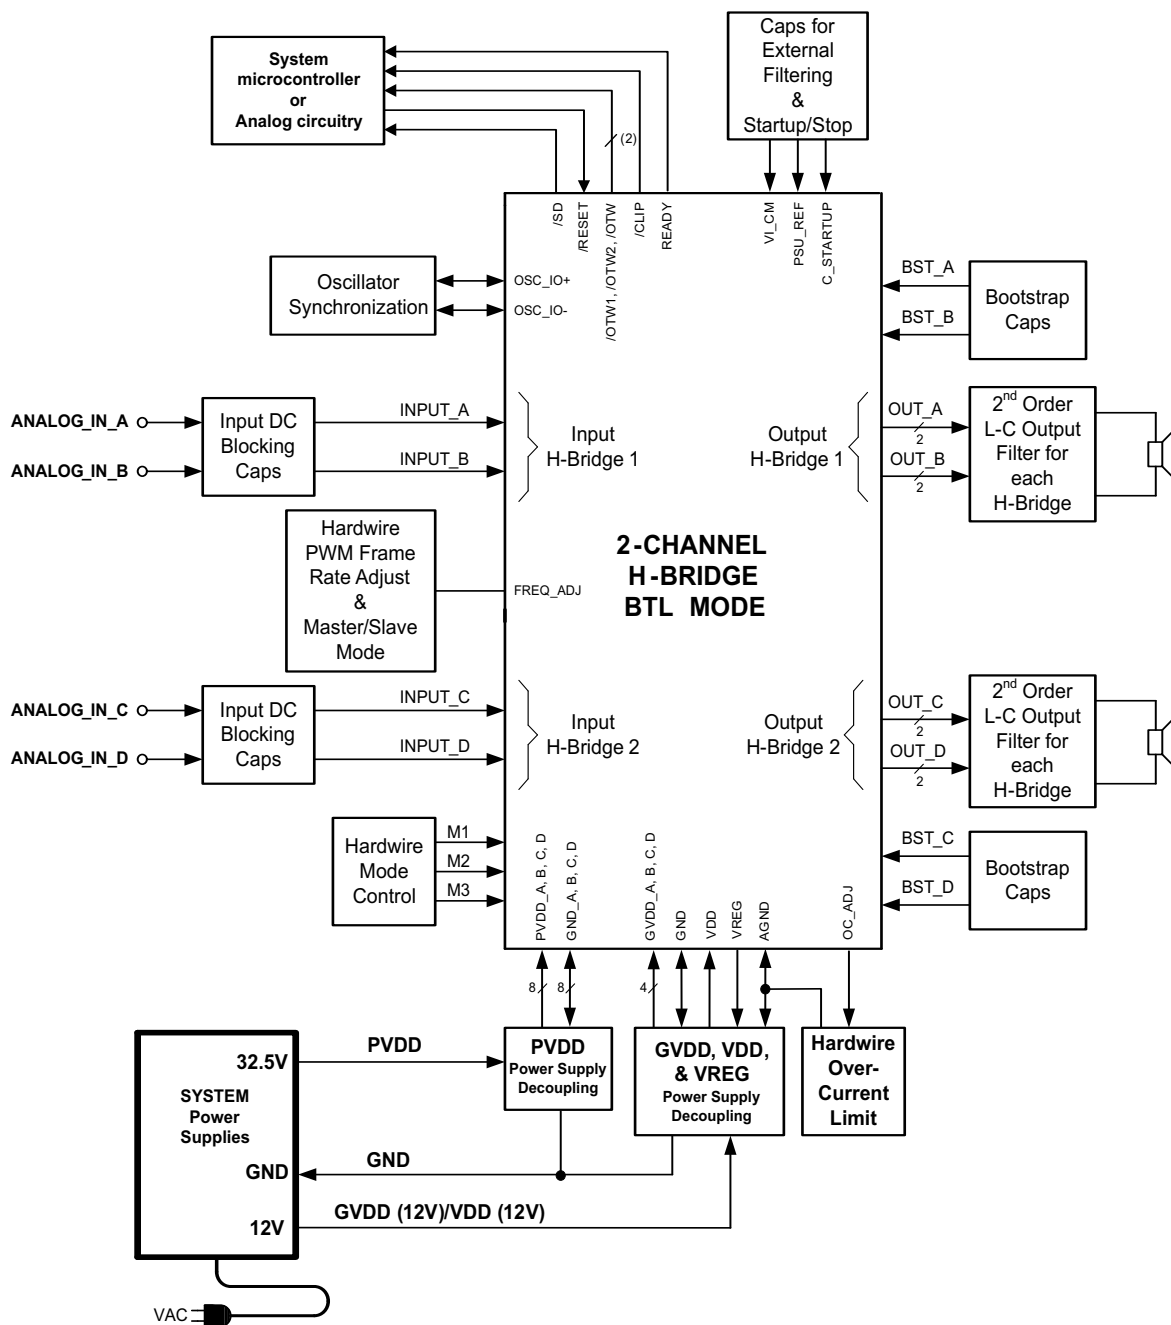 System
microcontroller
or
Analog circuitry
Caps for
External
Filtering
&
Startup/Stop
(2)
/SD
/RESET
/OTW1, /OTW2, /OTW
/CLIP
READY
VI_CM
PSU_REF
C_STARTUP
Oscillator
Synchronization
OSC_IO+
OSC_IO-
BST_A
BST_B
Bootstrap
Caps
ANALOG_IN_A
ANALOG_IN_B
Input DC
Blocking
Caps
INPUT_A
INPUT_B
Input
H-Bridge 1
Output
H-Bridge 1
OUT_A
2
OUT_B
2
2nd Order
L-C Output
Filter for
each
H-Bridge
Hardwire
PWM Frame
Rate Adjust
&
Master/Slave
Mode
FREQ_ADJ
2-CHANNEL
H-BRIDGE
BTL MODE
ANALOG_IN_C
ANALOG_IN_D
Input DC
Blocking
Caps
INPUT_C
INPUT_D
Input
H-Bridge 2
Output
H-Bridge 2
OUT_C
2
OUT_D
2
2nd Order
L-C Output
Filter for
each
H-Bridge
Hardwire
Mode
Control
M1
M2
M3
PVDD_A, B, C, D
GND_A, B, C, D
GVDD_A, B, C, D
GND
VDD
VREG
AGND
OC_ADJ
BST_C
BST_D
Bootstrap
Caps
8
8
4
32.5V
SYSTEM
Power
Supplies
GND
12V
PVDD
PVDD
Power Supply
Decoupling
GVDD, VDD,
& VREG
Power Supply
Decoupling
Hardwire
Over-
Current
Limit
GND
GVDD (12V)/VDD (12V)
VAC